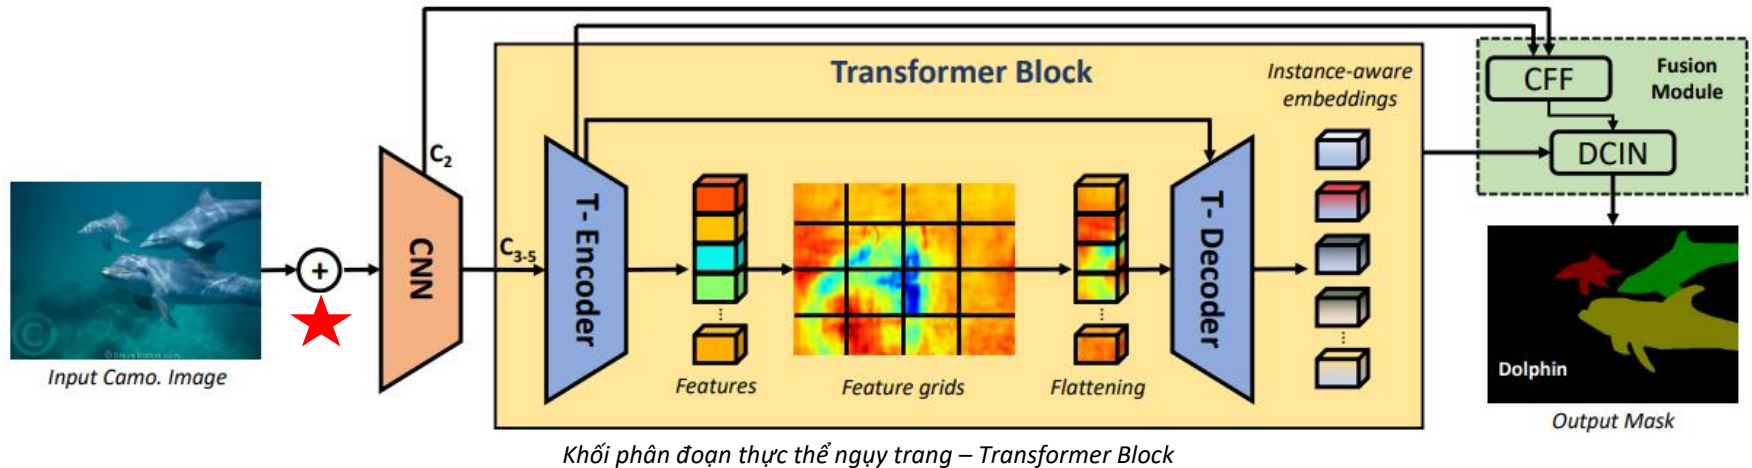 Transformer Block
Instance-aware
embeddings
CFF
Fusion
Module
DCIN
C2
C3-5
CNN
T- Encoder
T- Decoder
+
©
Input Camo. Image
Features
Feature grids
Flattening
Dolphin
Output Mask
Khối phân đoạn thực thể ngụy trang – Transformer Block